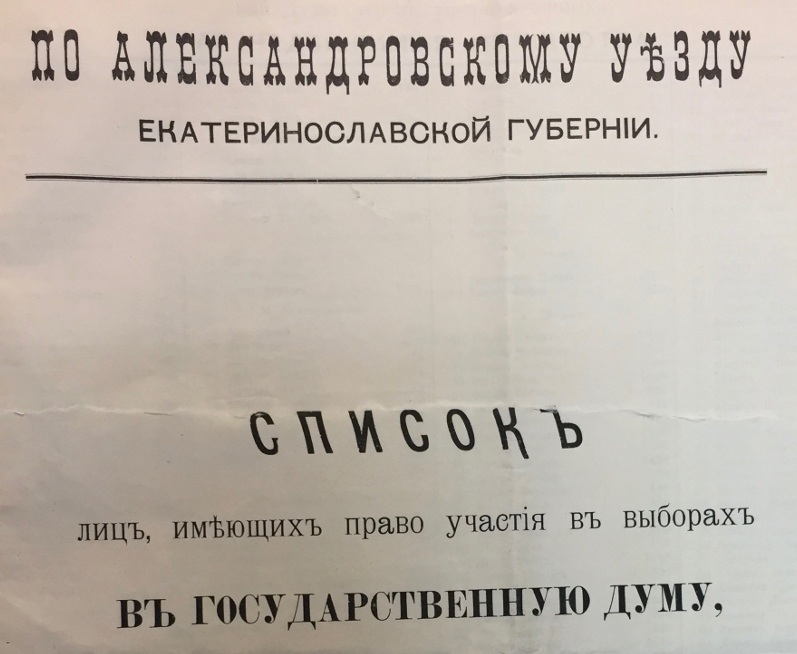 ПО АЛЕКСАНДРОВСКОМУ УѢЗДУ
ЕКАТЕРИНОСЛАВСКОЙ ГУБЕРНІИ.
СПИСОКЪ
лицъ, имѣющихъ право участія въ выборахъ
ВЪ ГОСУДАРСТВЕННУЮ ДУМУ,